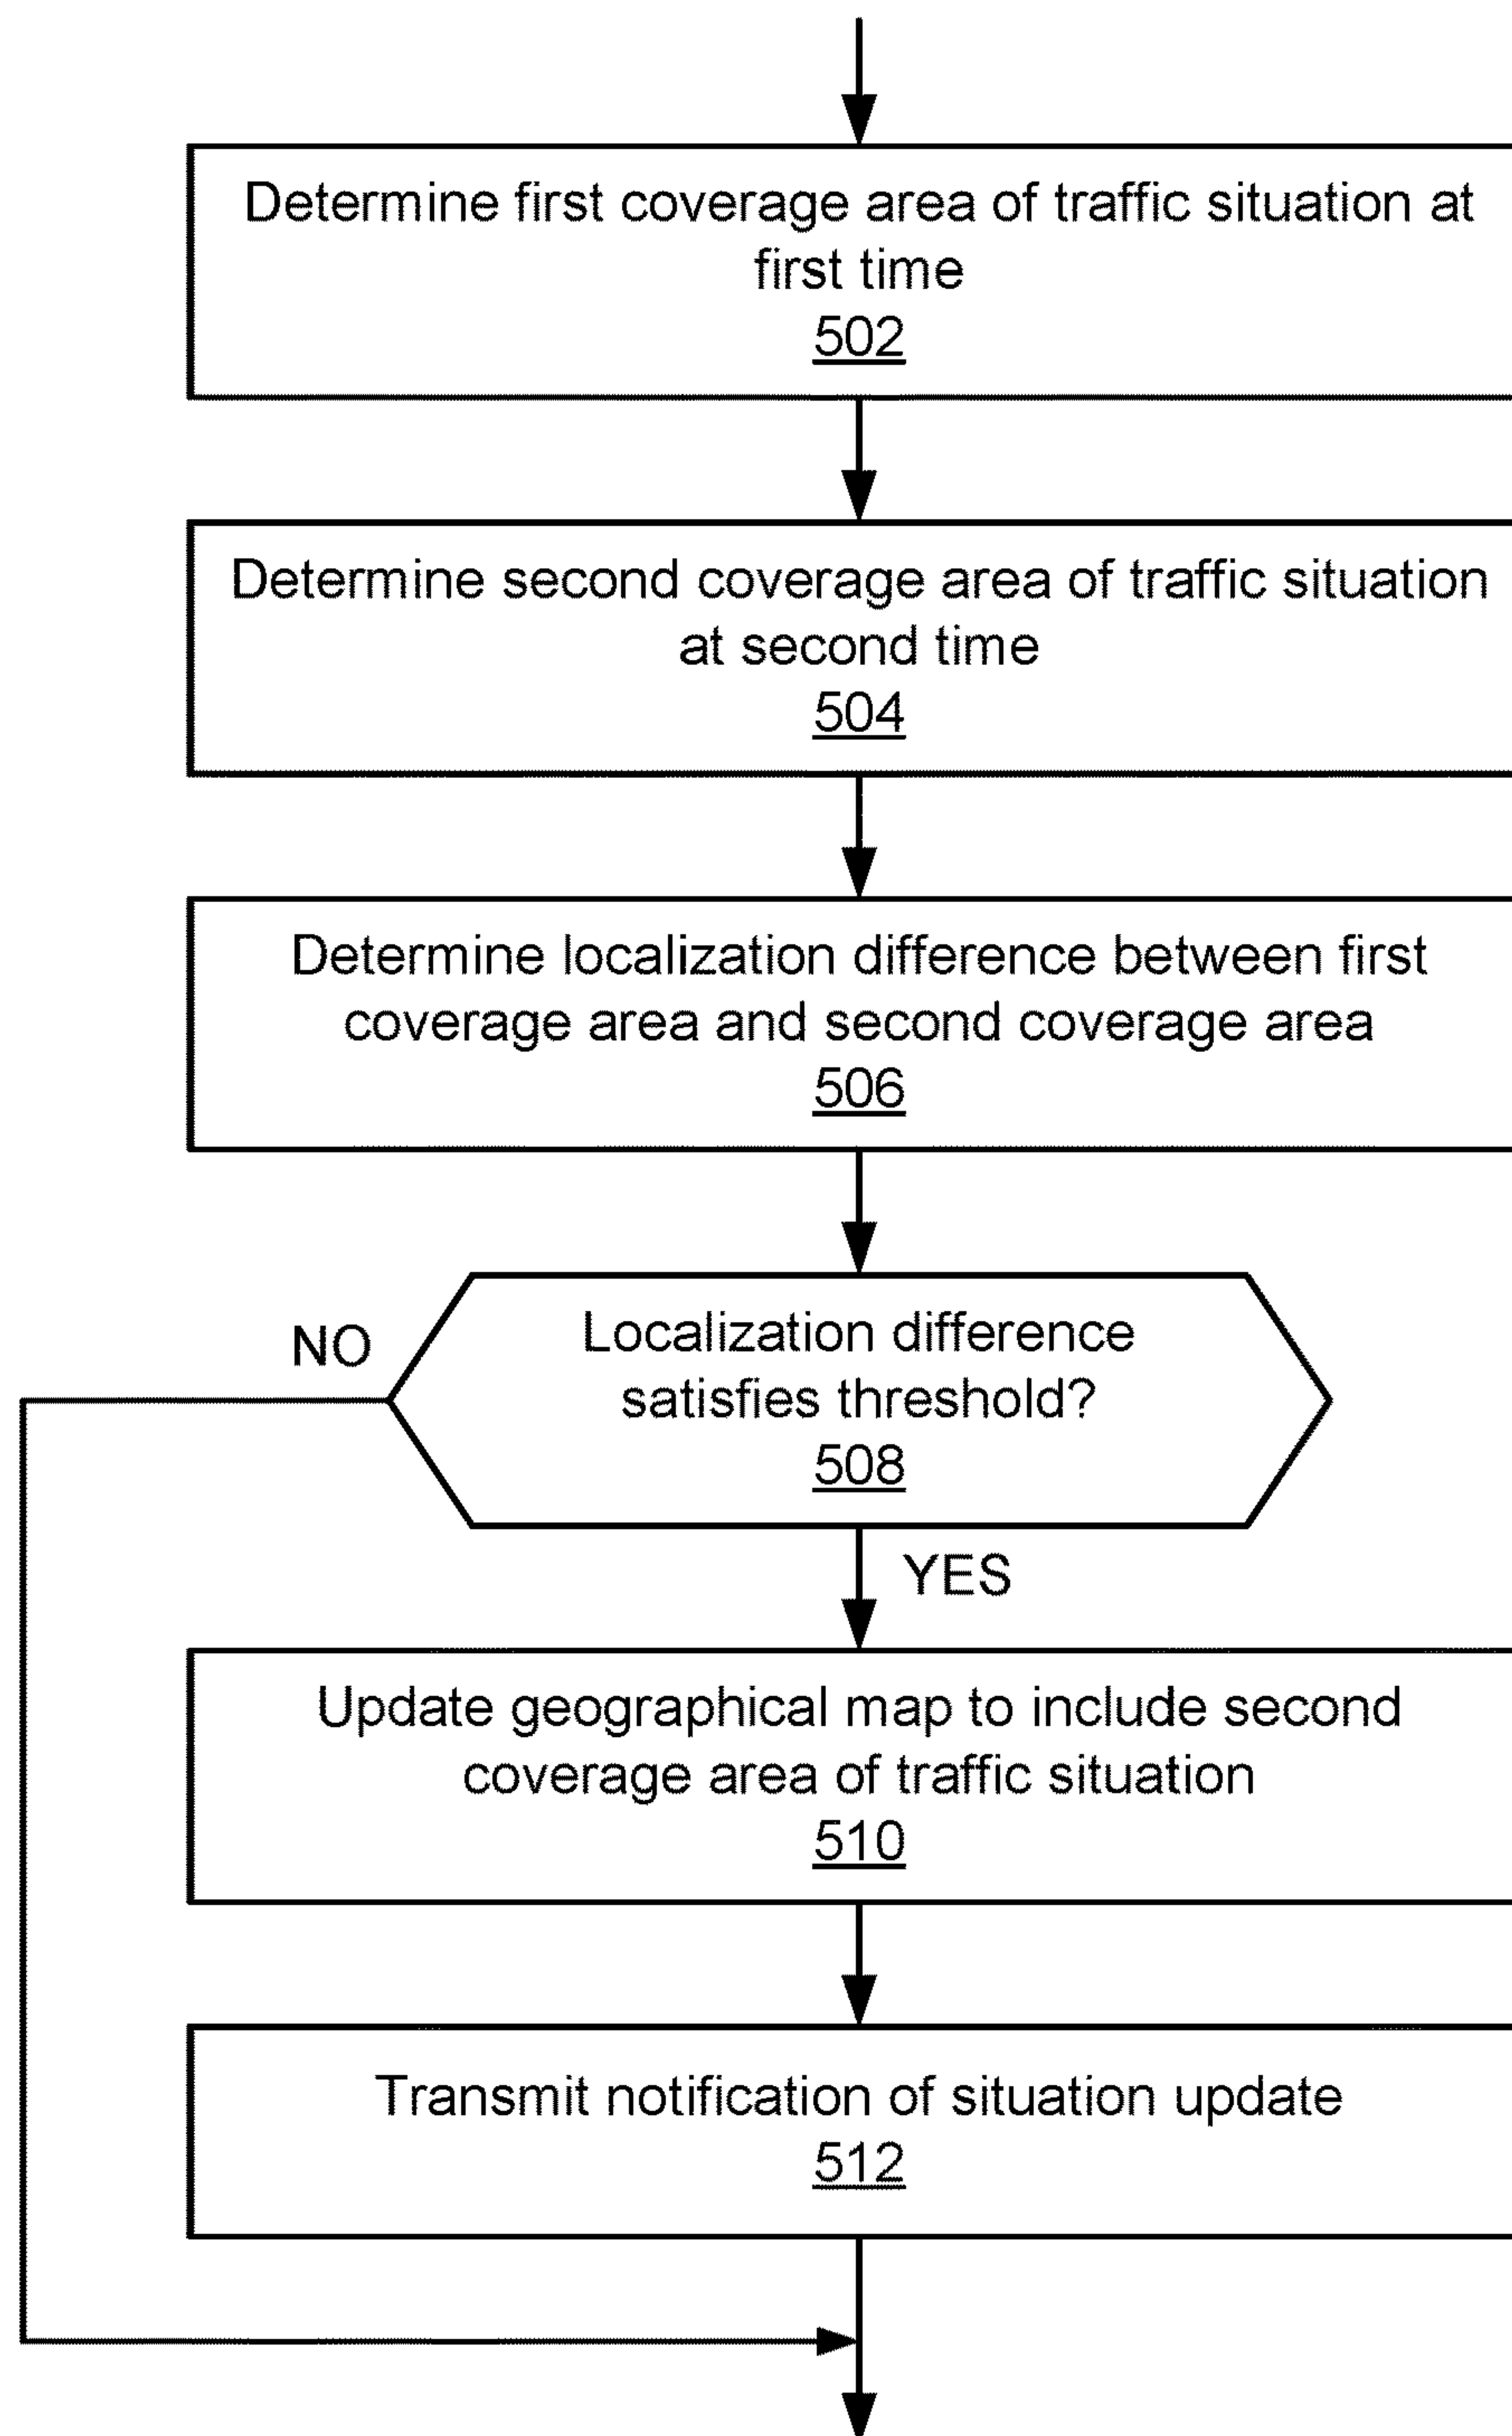 Determine first coverage area of traffic situation at
first time
502
Determine second coverage area of traffic situation
at second time
504
Determine localization difference between first
coverage area and second coverage area
506
NO
Localization difference
satisfies threshold?
508
YES
Update geographical map to include second
coverage area of traffic situation
510
Transmit notification of situation update
512